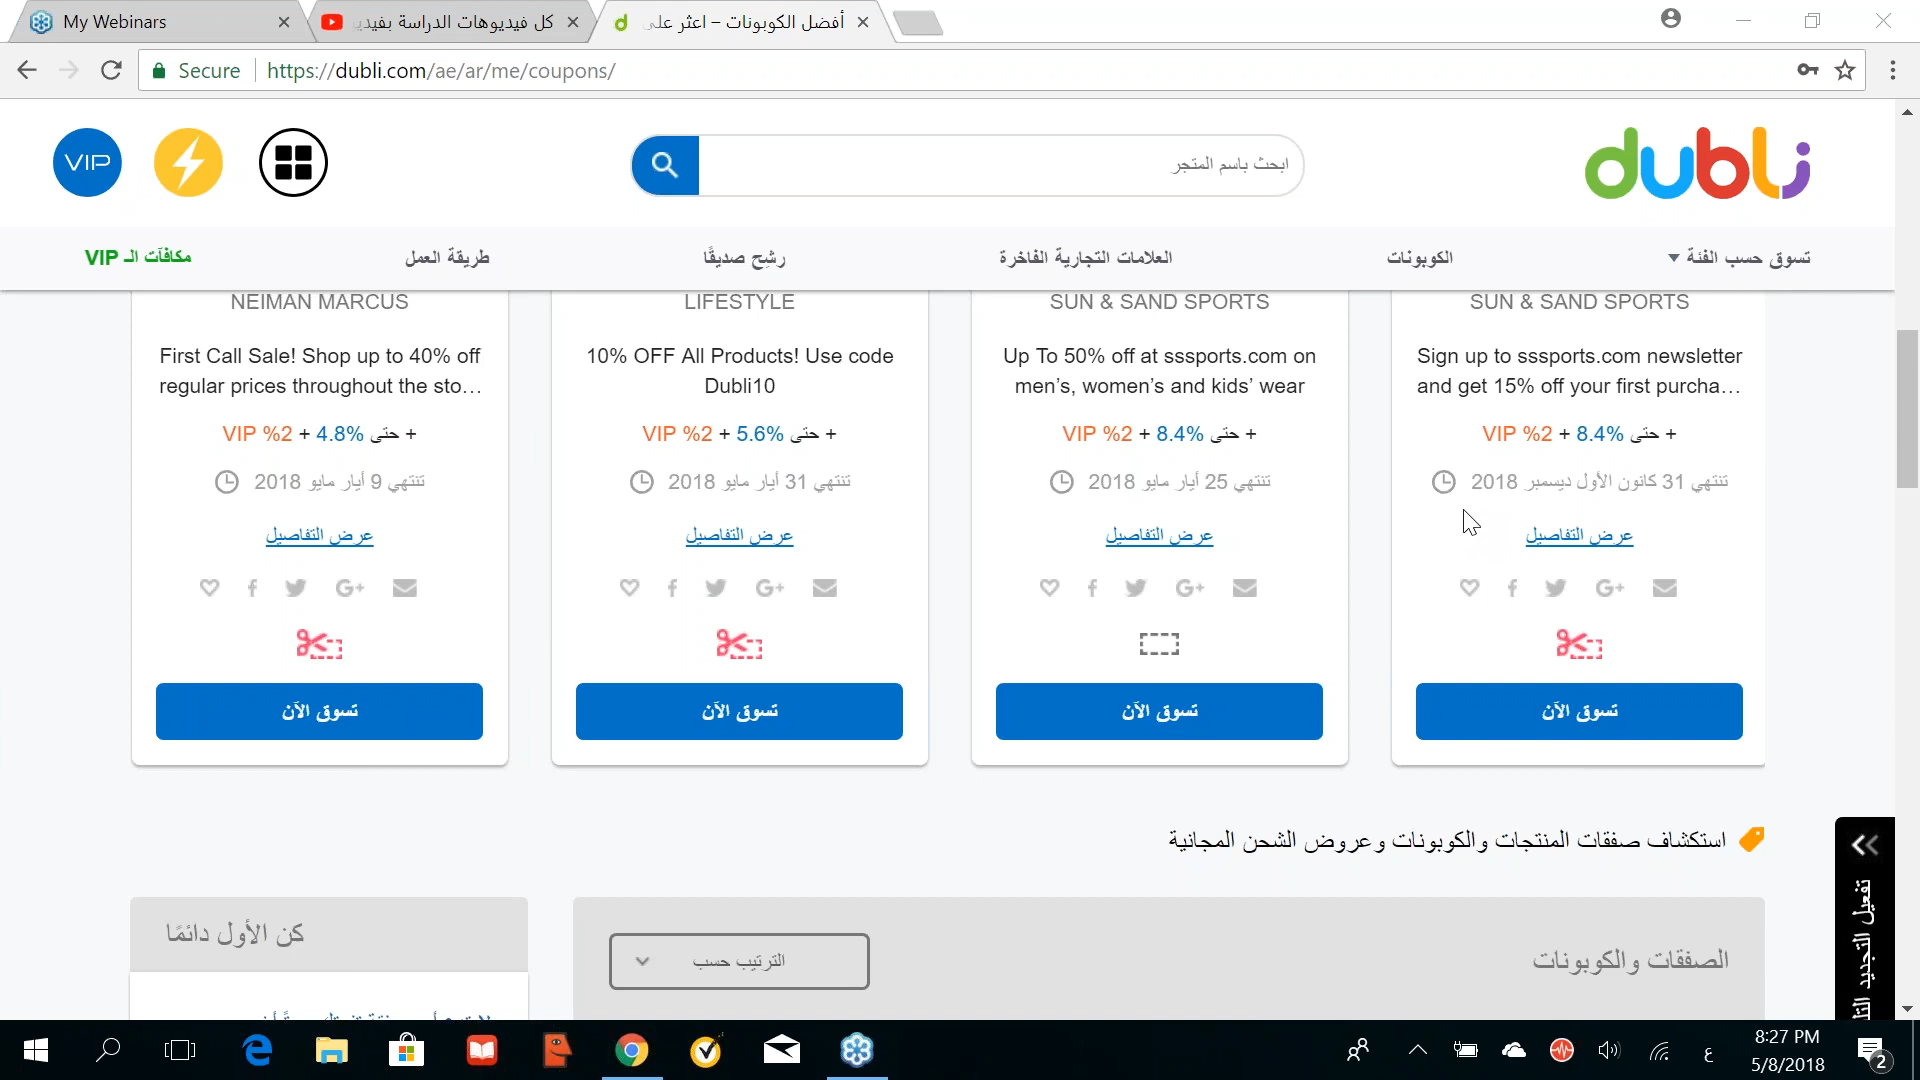 My Webinars
كل فيديوهات الدراسة بفيديو
أفضل الكوبونات – اعثر على
Secure
https://dubli.com/ae/ar/me/coupons/
VIP
ابحث باسم المتجر
dubli
تسوق حسب الفئة
الكوبونات
العلامات التجارية الفاخرة
رشِح صديقًا
طريقة العمل
مكافآت الـ VIP
SUN & SAND SPORTS
Sign up to sssports.com newsletter
and get 15% off your first purcha...
+ حتى 8.4% + 2% VIP
تنتهي 31 كانون الأول ديسمبر 2018
عرض التفاصيل
G+
تسوق الآن
SUN & SAND SPORTS
Up To 50% off at sssports.com on
men's, women's and kids' wear
+ حتى 8.4% + 2% VIP
تنتهي 25 أيار مايو 2018
عرض التفاصيل
G+
تسوق الآن
LIFESTYLE
10% OFF All Products! Use code
Dubli10
+ حتى 5.6% + 2% VIP
تنتهي 31 أيار مايو 2018
عرض التفاصيل
G+
تسوق الآن
NEIMAN MARCUS
First Call Sale! Shop up to 40% off
regular prices throughout the sto...
+ حتى 4.8% + 2% VIP
تنتهي 9 أيار مايو 2018
عرض التفاصيل
G+
تسوق الآن
استكشاف صفقات المنتجات والكوبونات وعروض الشحن المجانية
الصفقات والكوبونات
الترتيب حسب
كن الأول دائمًا
تفعيل التجديد
ع
8:27 PM
5/8/2018
2